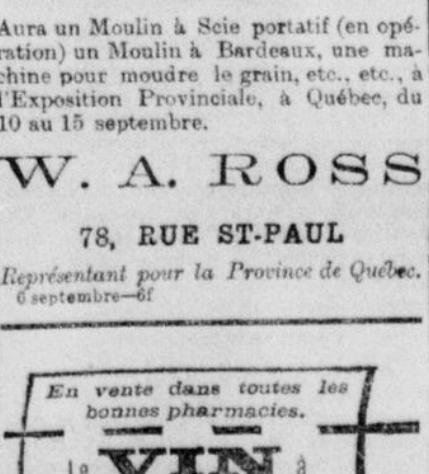 Aura un Moulin à Scie portatif (en opé-
ration) un Moulin à Bardeaux, une ma-
chine pour moudre le grain, etc., etc., à
l'Exposition Provinciale, à Québec, du
10 au 15 septembre.
W. A. ROSS
78, RUE ST-PAUL
Représentant pour la Province de Québec.
6 septembre—6f
En vente dans toutes les
bonnes pharmacies.
le VIN à